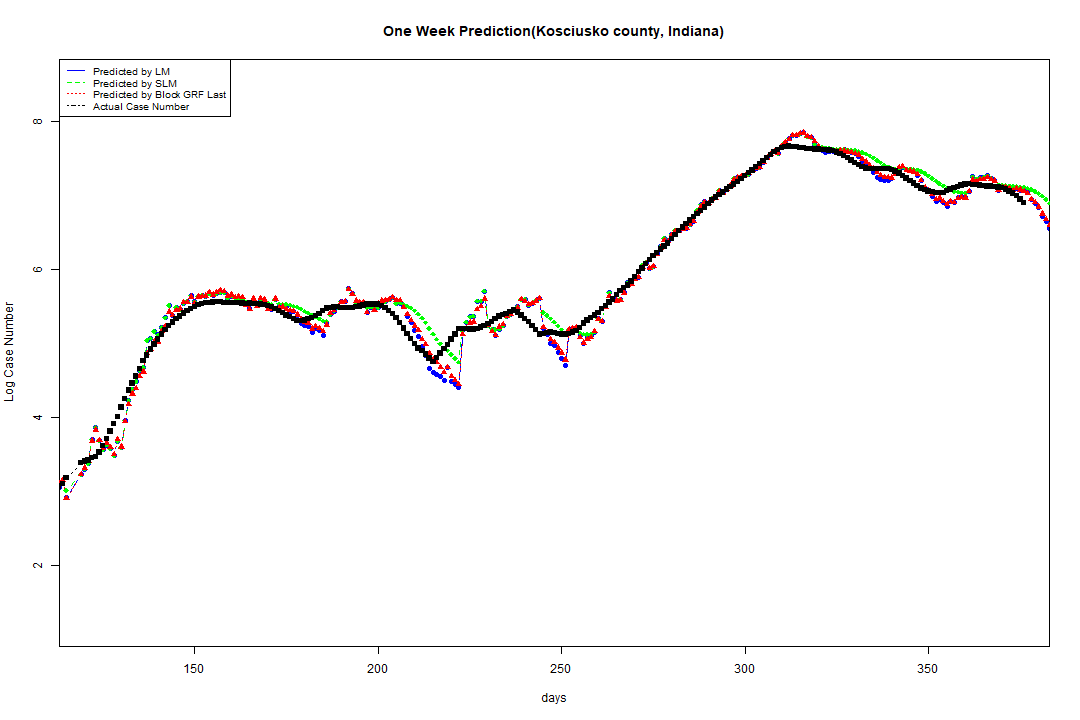 One Week Prediction(Kosciusko county, Indiana)
Predicted by LM
Predicted by SLM
Predicted by Block GRF Last
Actual Case Number
8
6
4
2
Log Case Number
150 200 250 300 350
days